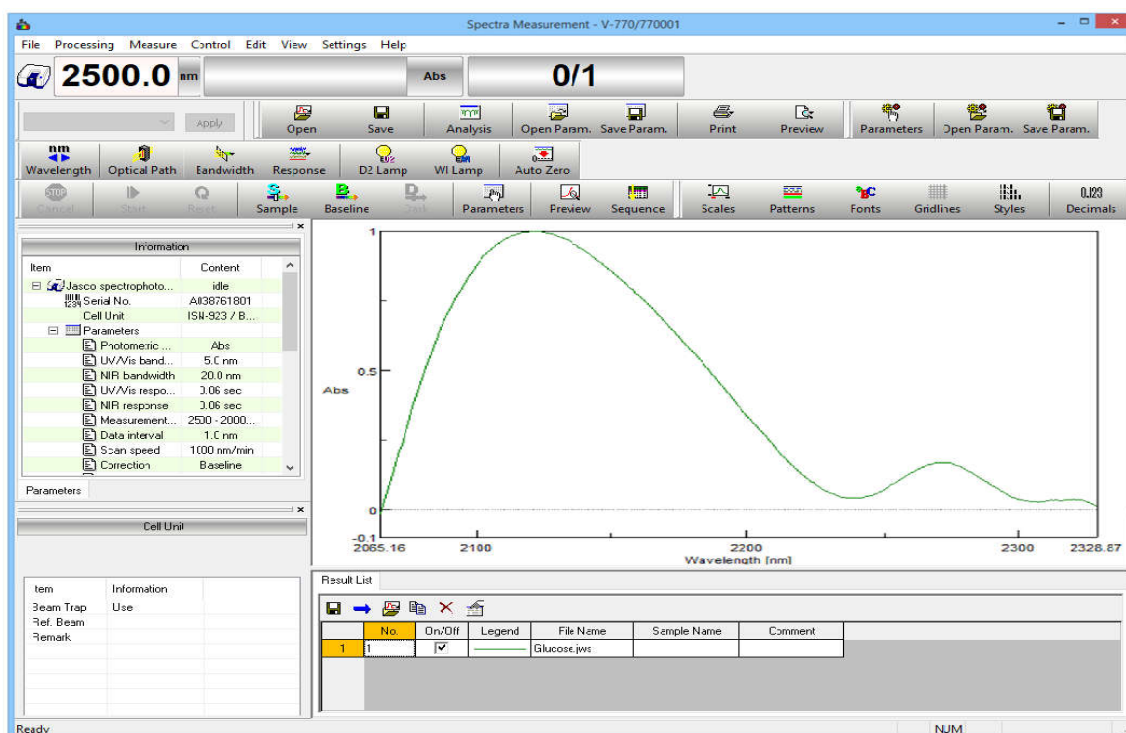 Spectra Measurement - V-770/770001
File Processing Measure Control Edit View Settings Help
2500.0 nm Abs 0/1
Apply Open Save Analysis Open Param. Save Param. Print Preview Parameters Open Param. Save Param.
nm
Wavelength Optical Path Bandwidth Response D2 Lamp WI Lamp Auto Zero
STOP
Cancel Start Reset Sample Baseline Dark Parameters Preview Sequence Scales Patterns Fonts Gridlines Styles Decimals
Information
Item Content
Jasco spectrophoto... idle
Serial No. A038761801
Cell Unit ISN-923 / B...
Parameters
Photometric ... Abs
UV/Vis band... 5.0 nm
NIR bandwidth 20.0 nm
UV/Vis respo... 0.06 sec
NIR response 0.06 sec
Measurement... 2500 - 2000...
Data interval 1.0 nm
Scan speed 1000 nm/min
Correction Baseline
Parameters
1
0.5
Abs
0
-0.1
2065.16 2100 2200 2300 2328.87
Wavelength [nm]
Cell Unit
Item Information
Beam Trap Use
Ref. Beam
Remark
Result List
No. On/Off Legend File Name Sample Name Comment
1 1 Glucose.jws
Ready NUM